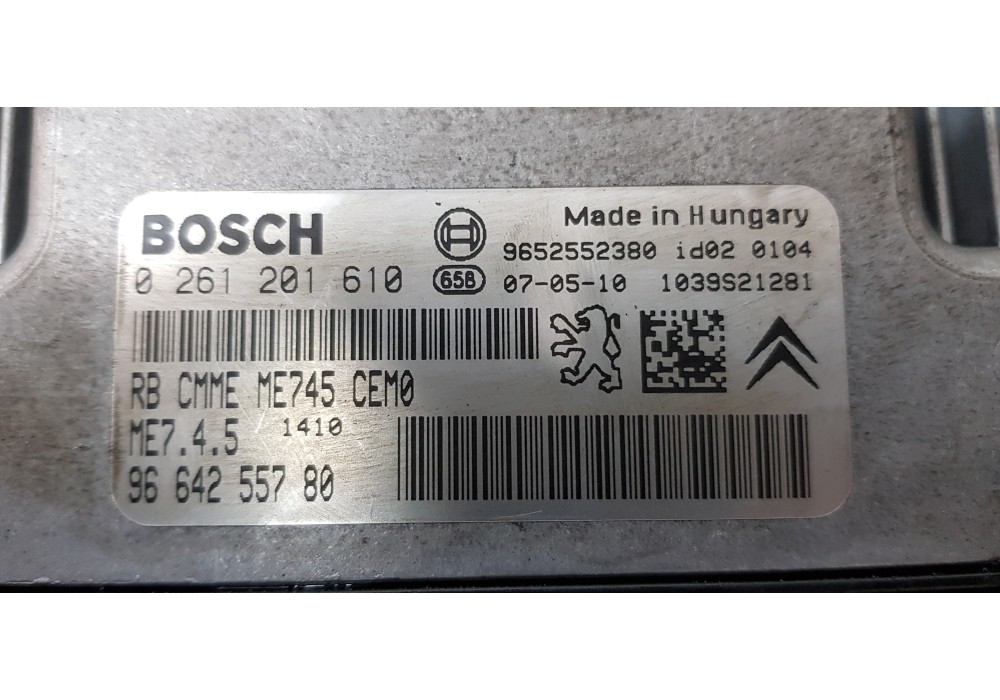 BOSCH
Made in Hungary
9652552380 id02 0104
0 261 201 610 658 07-05-10 1039S21281
RB CMME ME745 CEM0
ME7.4.5 1410
96 642 557 80